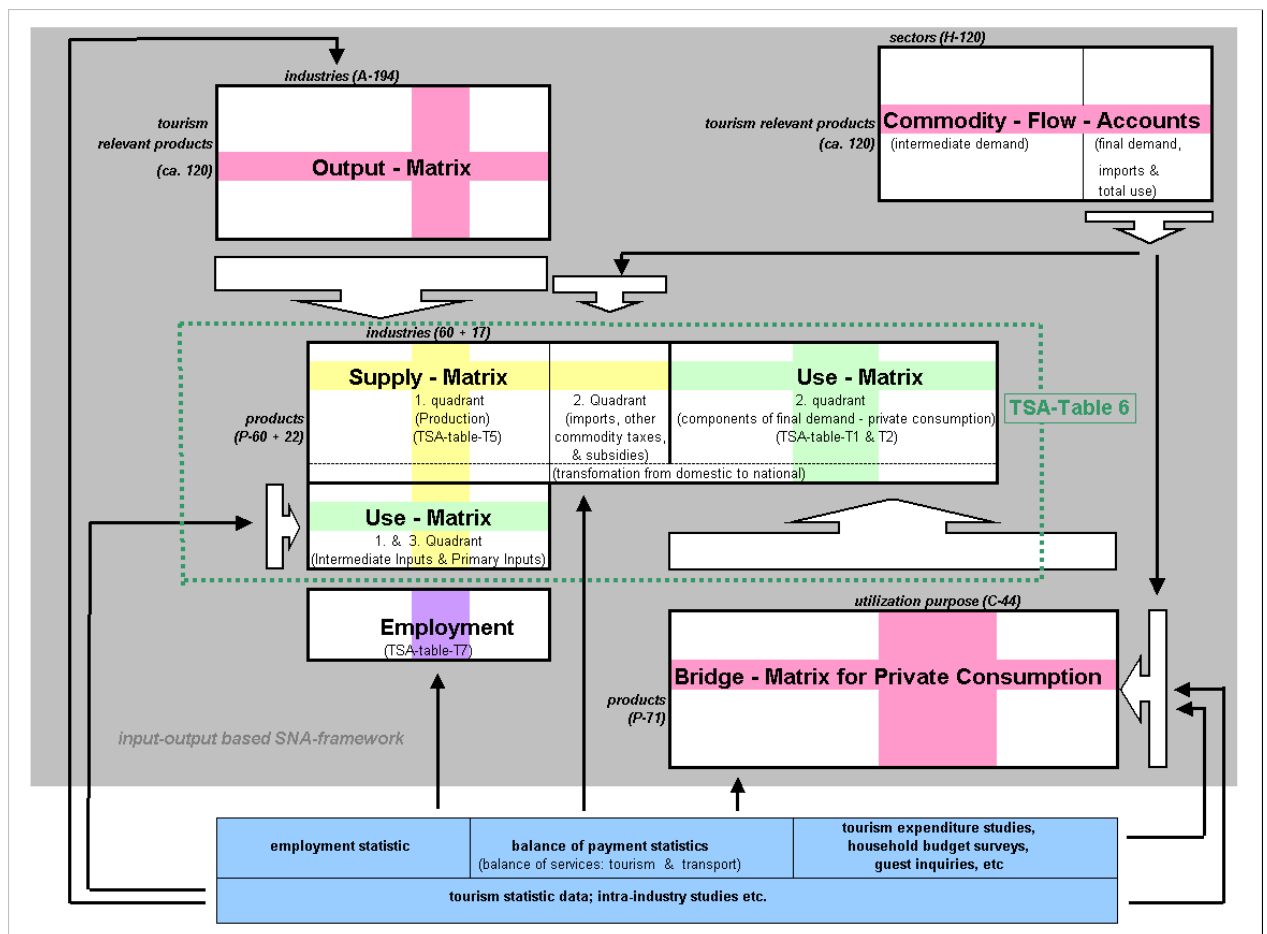 sectors (H-120)
industries (A-194)
tourism
relevant products
(ca. 120)
Output - Matrix
tourism relevant products
(ca. 120)
Commodity - Flow - Accounts
(intermediate demand)
(final demand,
imports &
total use)
industries (60 + 17)
products
(P-60 + 22)
Supply - Matrix
1. quadrant
(Production)
(TSA-table-T5)
2. Quadrant
(imports, other
commodity taxes,
& subsidies)
Use - Matrix
2. quadrant
(components of final demand - private consumption)
(TSA-table-T1 & T2)
TSA-Table 6
(transfomation from domestic to national)
Use - Matrix
1. & 3. Quadrant
(Intermediate Inputs & Primary Inputs)
Employment
(TSA-table-T7)
utilization purpose (C-44)
products
(P-71)
Bridge - Matrix for Private Consumption
input-output based SNA-framework
employment statistic
balance of payment statistics
(balance of services: tourism & transport)
tourism expenditure studies,
household budget surveys,
guest inquiries, etc
tourism statistic data; intra-industry studies etc.